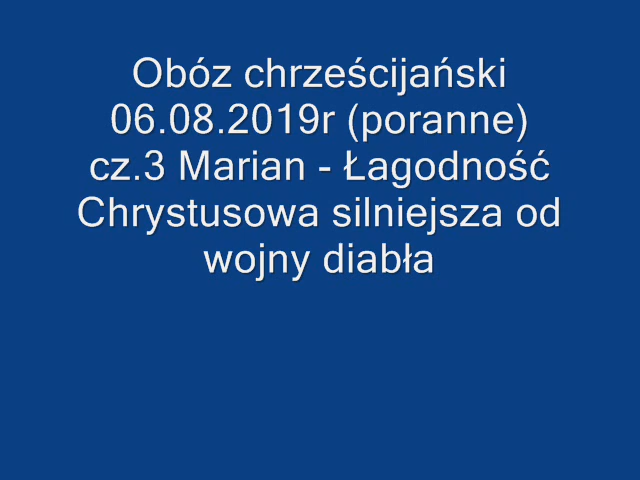 Obóz chrześcijański
06.08.2019r (poranne)
cz.3 Marian - Łagodność
Chrystusowa silniejsza od
wojny diabła